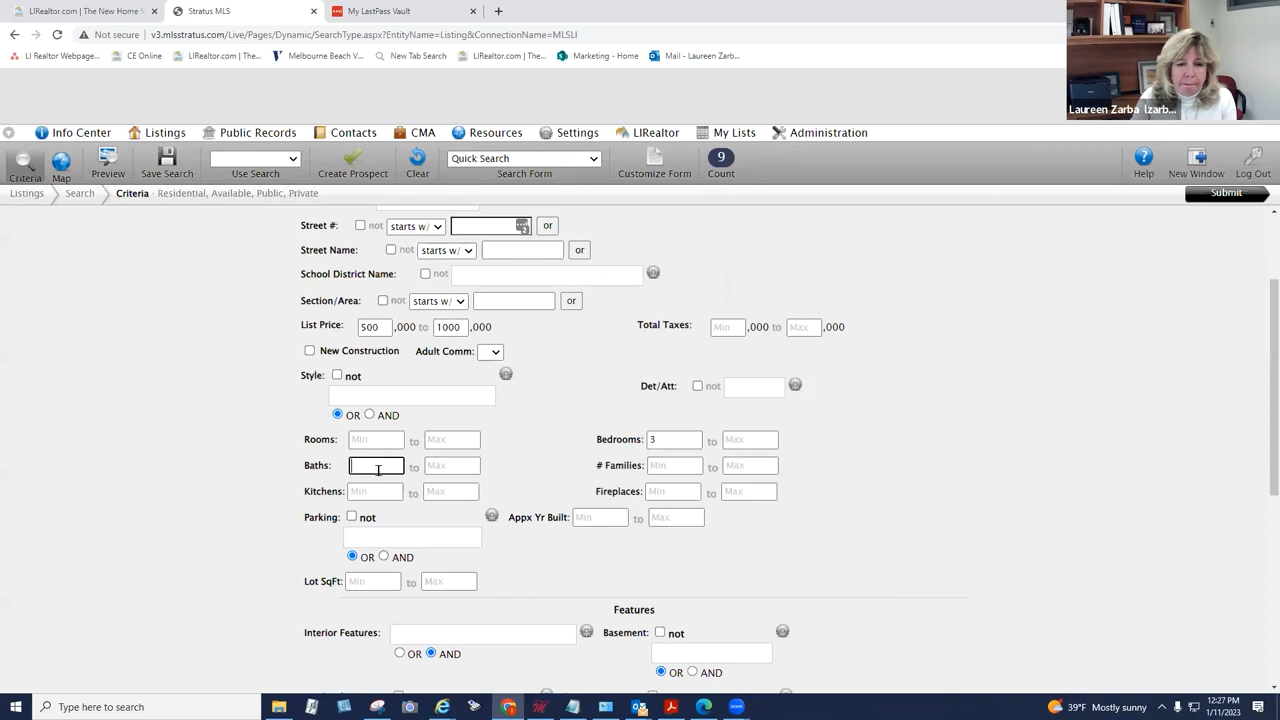 LIRealtor.com | The New Home f
Stratus MLS
My LastPass Vault
Not secure | v3.mlsstratus.com/Live/Pages/Dynamic/SearchType.asp
ConnectionName=MLSLI
LI Realtor Webpage...
CE Online
LIRealtor.com | The...
Melbourne Beach V...
New Tab Search
LIRealtor.com | The...
Marketing - Home
Mail - Laureen Zarb...
Laureen Zarba lzarb...
Info Center
Listings
Public Records
Contacts
CMA
Resources
Settings
LIRealtor
My Lists
Administration
Quick Search
9
Criteria
Map
Preview
Save Search
Use Search
Create Prospect
Clear
Search Form
Customize Form
Count
Help
New Window
Log Out
Listings
Search
Criteria - Residential, Available, Public, Private
Submit
Street #: not starts w/ or
Street Name: not starts w/ or
School District Name: not
Section/Area: not starts w/ or
List Price: 500 ,000 to 1000 ,000 Total Taxes: Min ,000 to Max ,000
New Construction Adult Comm:
Style: not Det/Att: not
OR AND
Rooms: Min to Max Bedrooms: 3 to Max
Baths: to Max # Families: Min to Max
Kitchens: Min to Max Fireplaces: Min to Max
Parking: not Appx Yr Built: Min to Max
OR AND
Lot SqFt: Min to Max
Features
Interior Features: Basement: not
OR AND
OR AND
Type here to search
39°F Mostly sunny
12:27 PM
1/11/2023